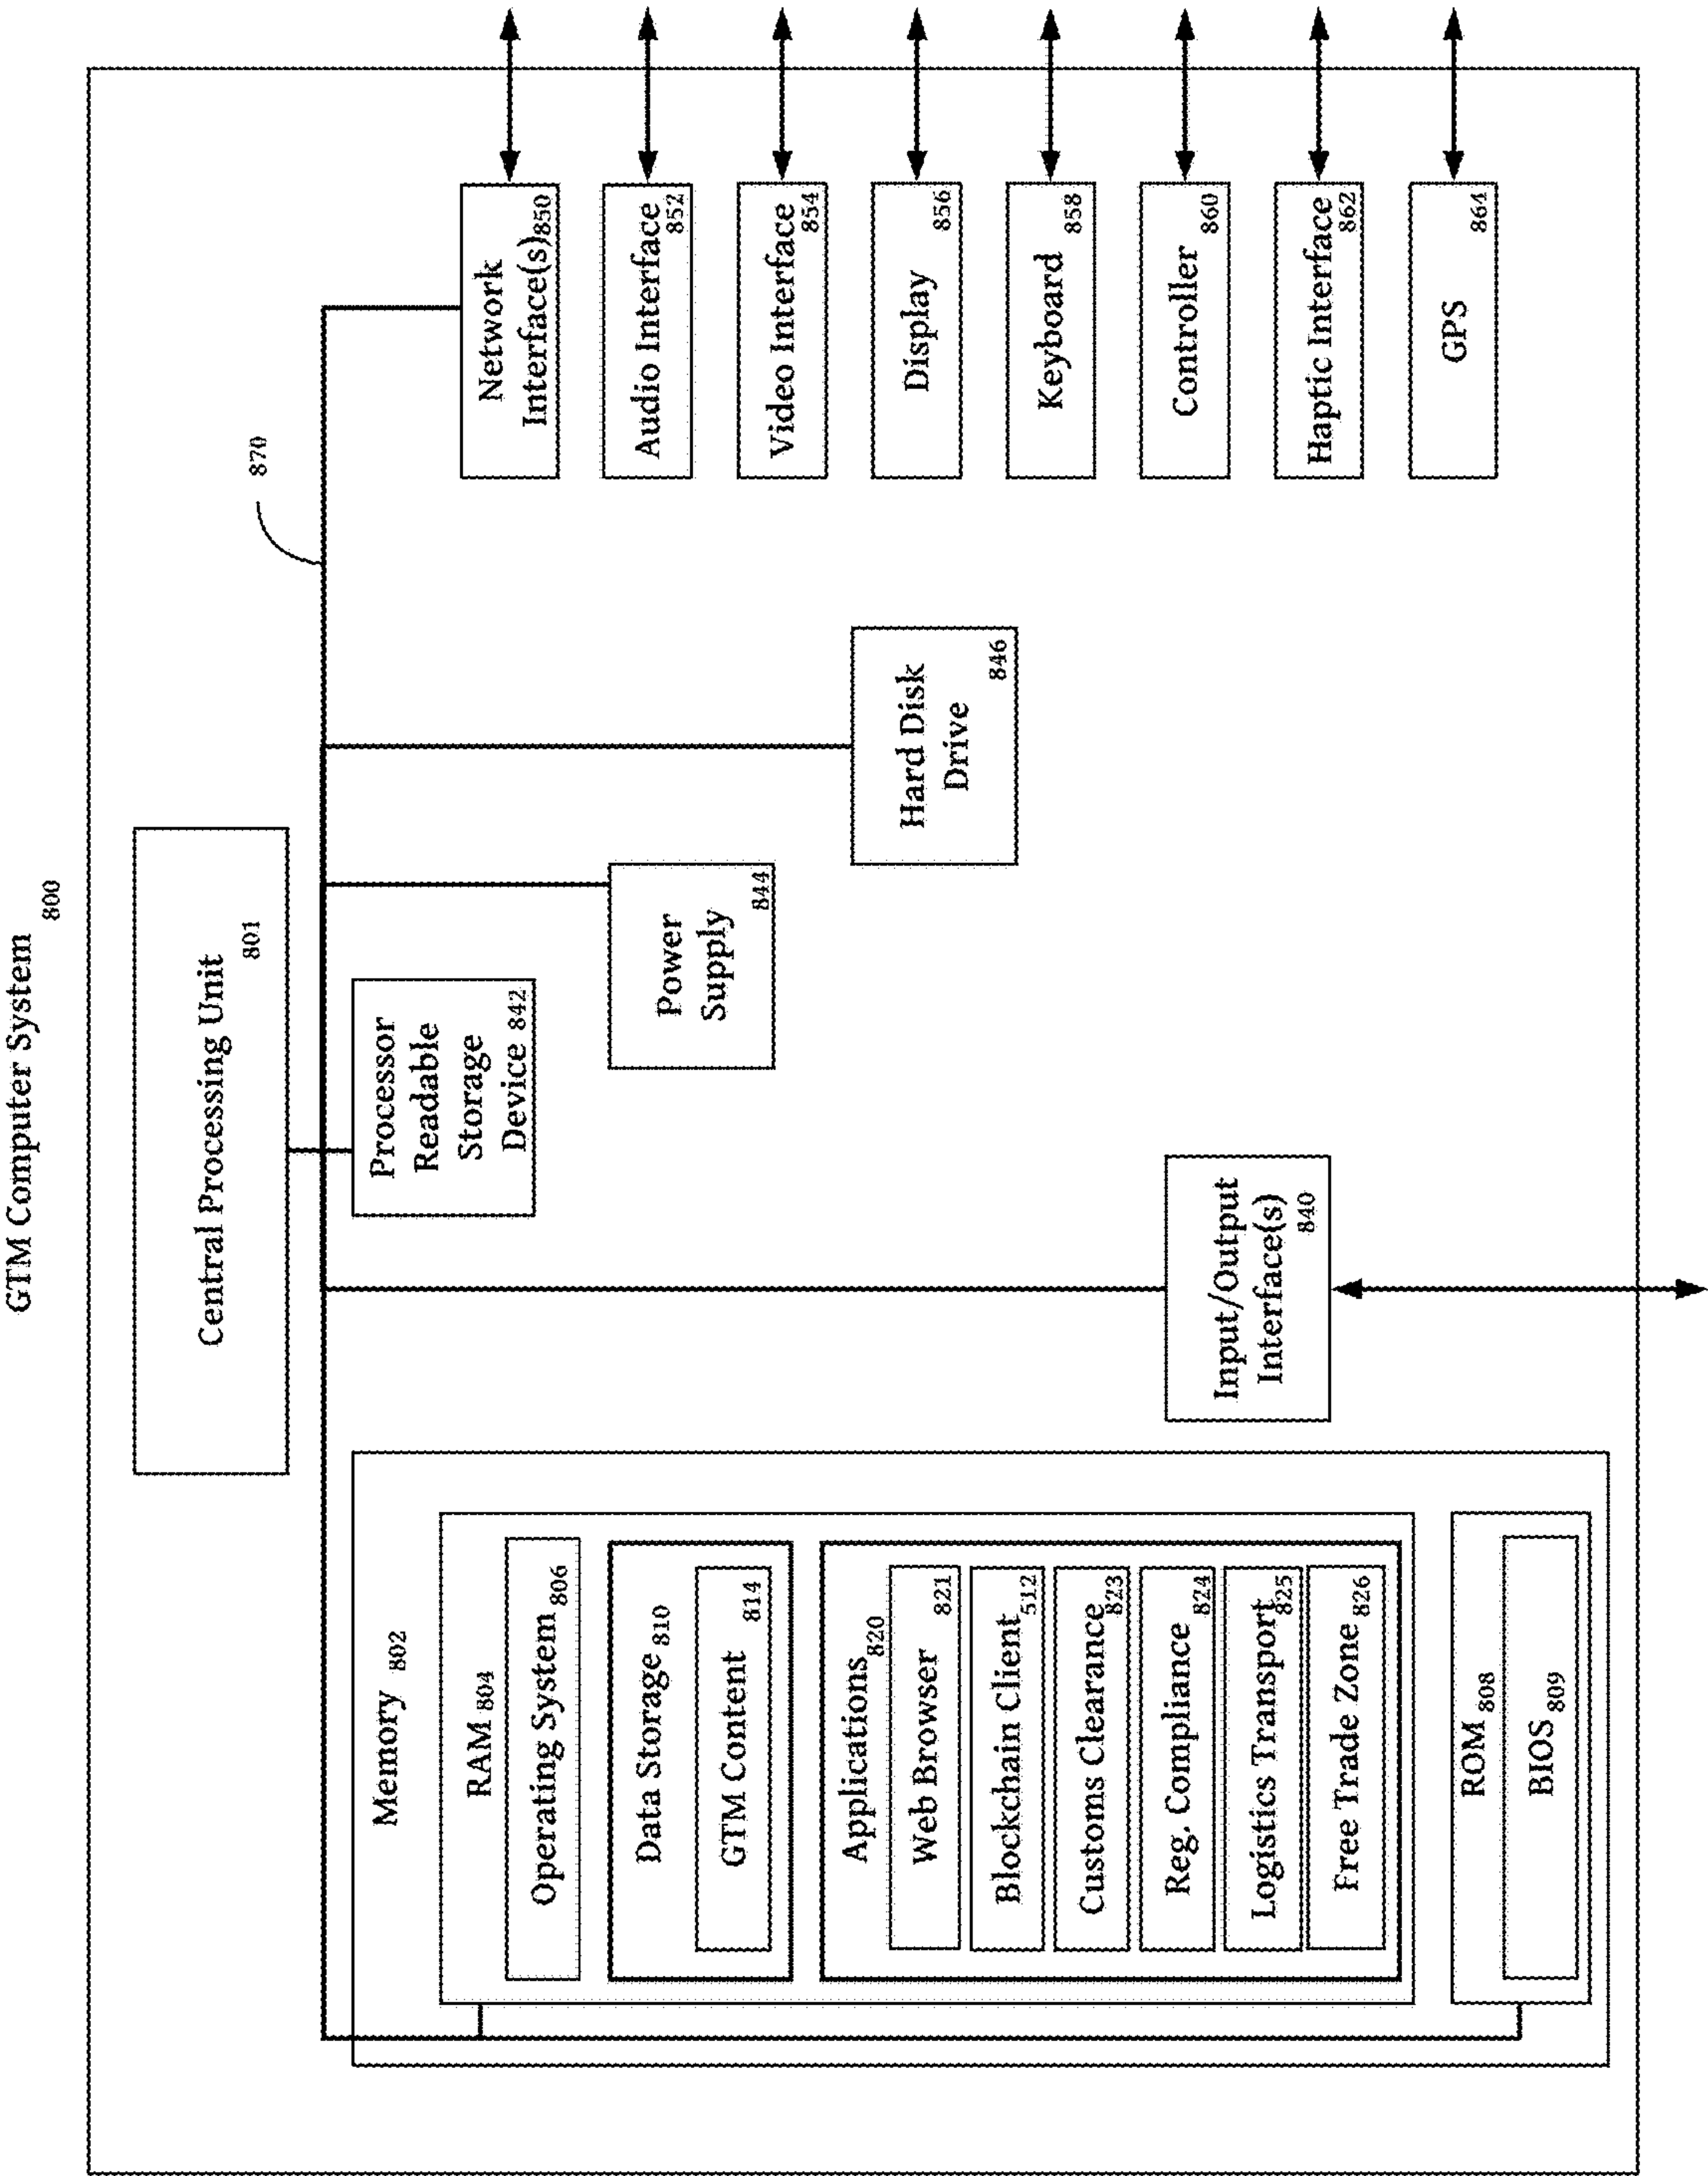 GTM Computer System
800
Central Processing Unit
801
870
Memory 802
RAM 804
Operating System 806
Data Storage 810
GTM Content 814
Applications 820
Web Browser 821
Blockchain Client 512
Customs Clearance 823
Reg. Compliance 824
Logistics Transport 825
Free Trade Zone 826
ROM 808
BIOS 809
Input/Output
Interface(s)
840
Processor
Readable
Storage
Device 842
Power
Supply
844
Hard Disk
Drive
846
Network
Interface(s) 850
Audio Interface
852
Video Interface
854
Display
856
Keyboard
858
Controller
860
Haptic Interface
862
GPS
864